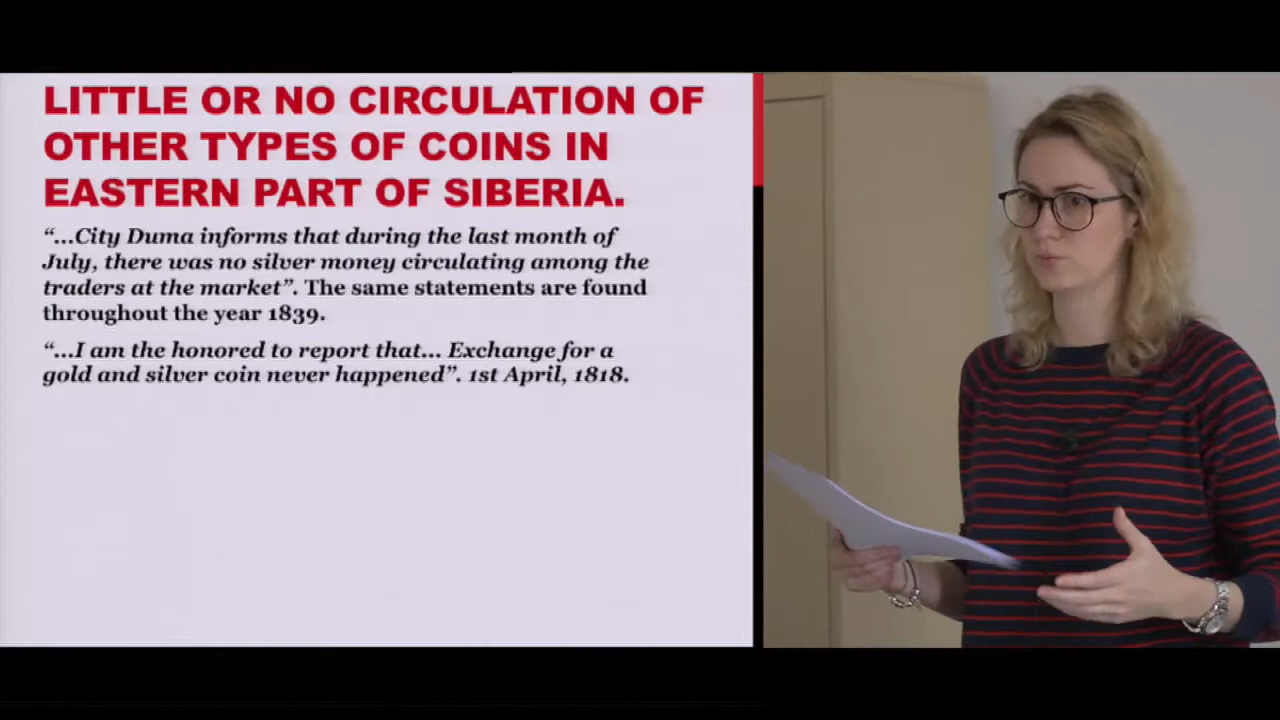 LITTLE OR NO CIRCULATION OF
OTHER TYPES OF COINS IN
EASTERN PART OF SIBERIA.
“...City Duma informs that during the last month of
July, there was no silver money circulating among the
traders at the market”. The same statements are found
throughout the year 1839.
“...I am the honored to report that... Exchange for a
gold and silver coin never happened”. 1st April, 1818.